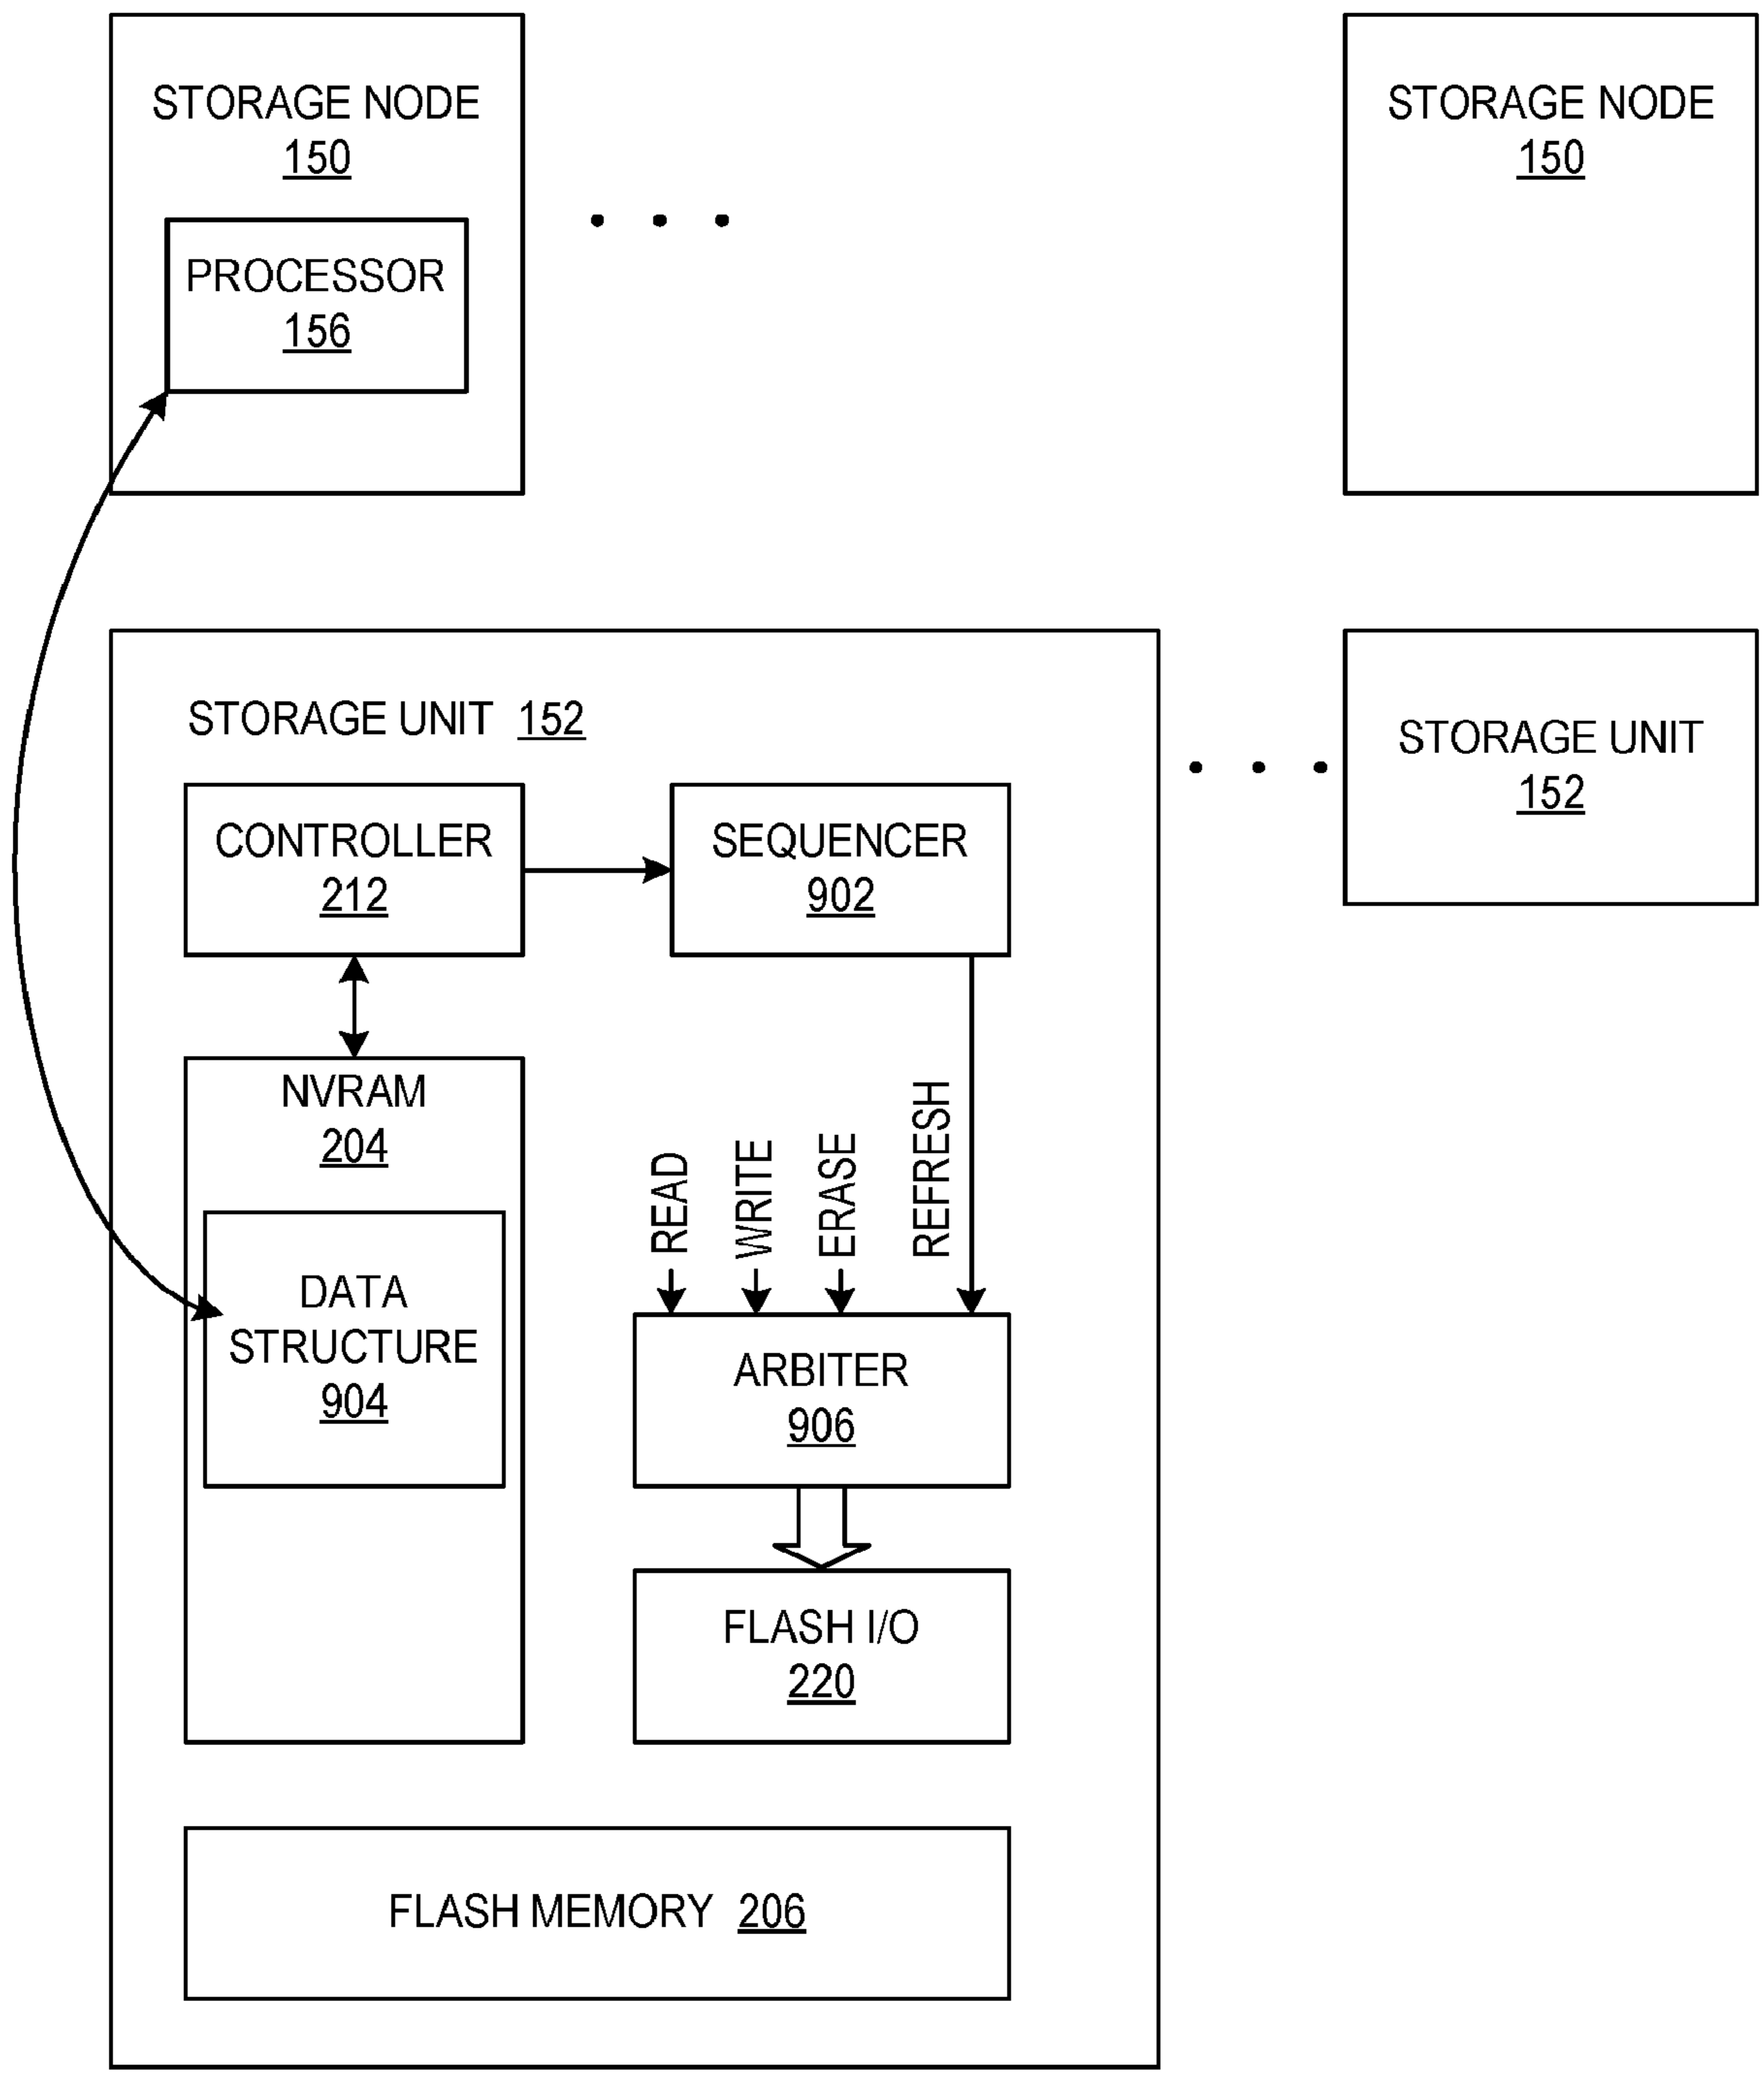 STORAGE NODE
150
PROCESSOR
156
STORAGE NODE
150
STORAGE UNIT 152
CONTROLLER
212
SEQUENCER
902
STORAGE UNIT
152
NVRAM
204
DATA
STRUCTURE
904
READ
WRITE
ERASE
REFRESH
ARBITER
906
FLASH I/O
220
FLASH MEMORY 206